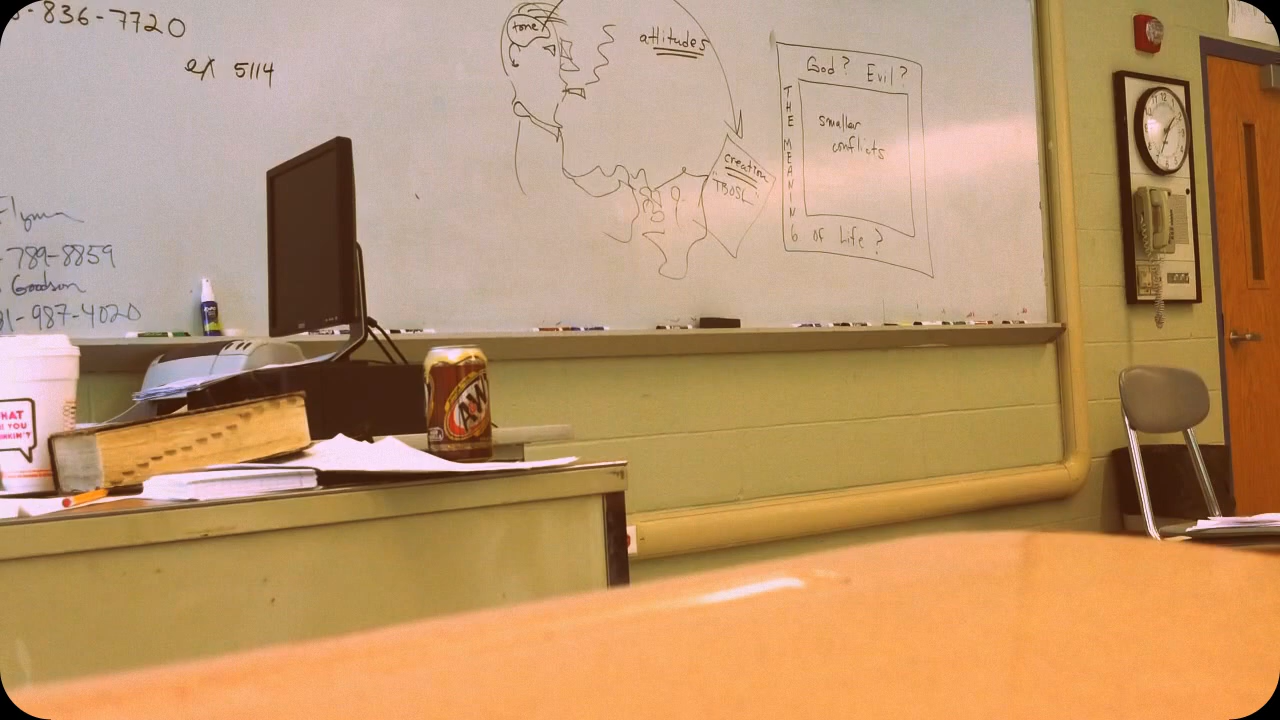 -836-7720
ex 5114
tone
attitudes
God? Evil?
THE MEANING
smaller
conflicts
of Life?
creation
TBOSL
Flynn
-789-8859
Goodson
-987-4020
A&W